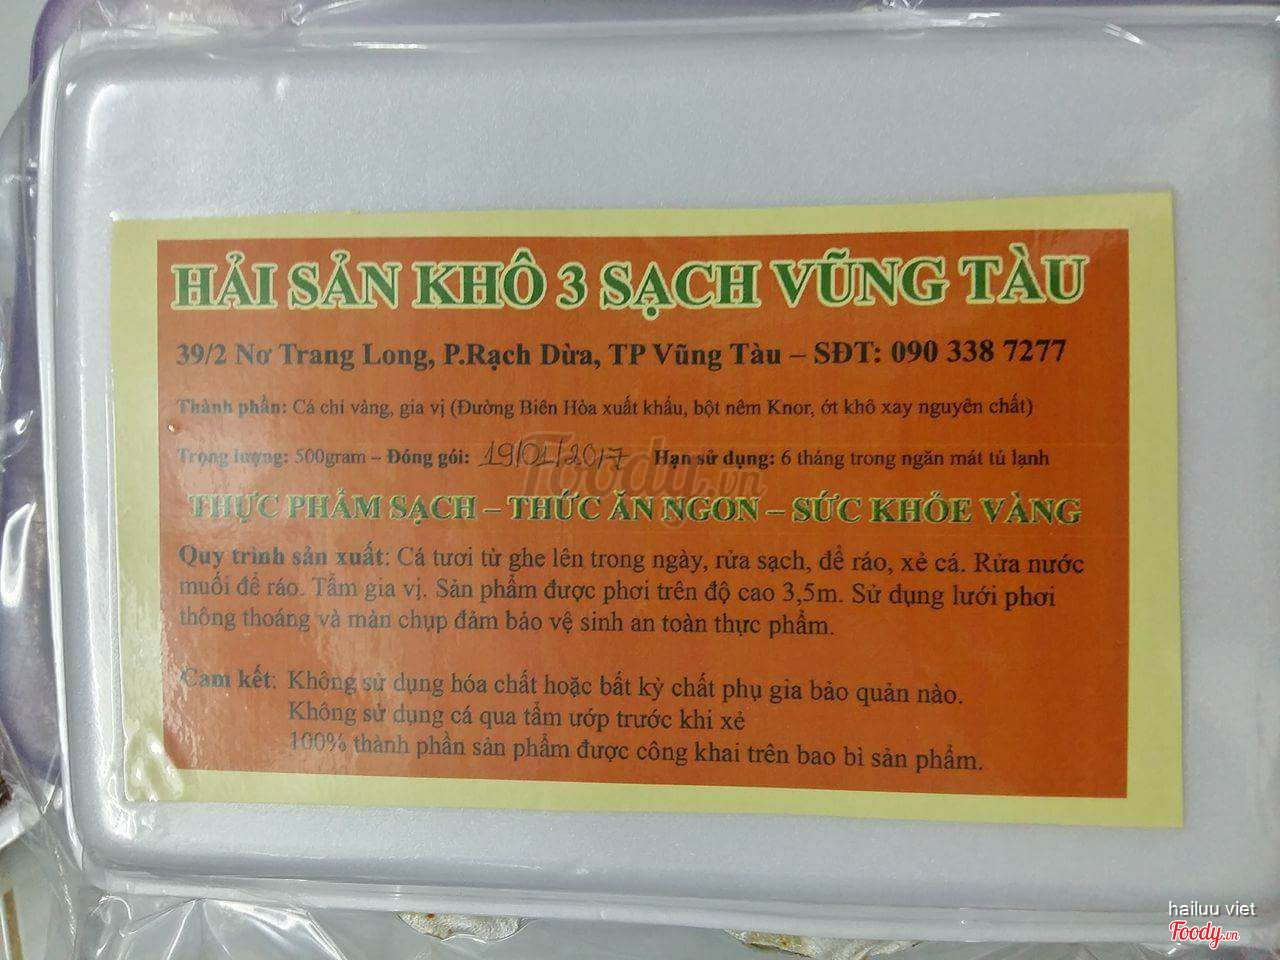 HẢI SẢN KHÔ 3 SẠCH VŨNG TÀU
39/2 Nơ Trang Long, P.Rạch Dừa, TP Vũng Tàu – SĐT: 090 338 7277
Thành phần: Cá chỉ vàng, gia vị (Đường Biên Hòa xuất khẩu, bột nêm Knor, ớt khô xay nguyên chất)
Trọng lượng: 500gram – Đóng gói: 19/01/2017 Hạn sử dụng: 6 tháng trong ngăn mát tủ lạnh
Foody.vn
THỰC PHẨM SẠCH – THỨC ĂN NGON – SỨC KHỎE VÀNG
Quy trình sản xuất: Cá tươi từ ghe lên trong ngày, rửa sạch, để ráo, xẻ cá. Rửa nước
muối để ráo. Tẩm gia vị. Sản phẩm được phơi trên độ cao 3,5m. Sử dụng lưới phơi
thông thoáng và màn chụp đảm bảo vệ sinh an toàn thực phẩm.
Cam kết: Không sử dụng hóa chất hoặc bất kỳ chất phụ gia bảo quản nào.
Không sử dụng cá qua tẩm ướp trước khi xẻ
100% thành phần sản phẩm được công khai trên bao bì sản phẩm.
hailuu viet
Foody.vn